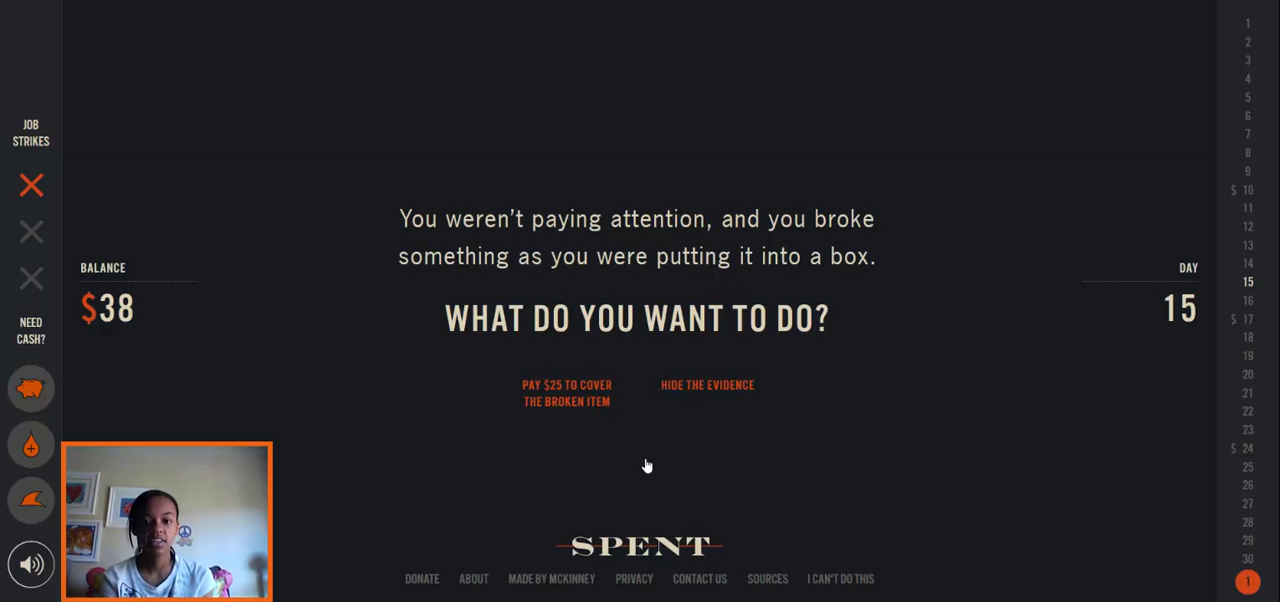 JOB
STRIKES
NEED
CASH?
BALANCE
$38
You weren't paying attention, and you broke
something as you were putting it into a box.
WHAT DO YOU WANT TO DO?
PAY $25 TO COVER
THE BROKEN ITEM
HIDE THE EVIDENCE
SPENT
DONATE ABOUT MADE BY MCKINNEY PRIVACY CONTACT US SOURCES I CAN'T DO THIS
DAY
15
1
2
3
4
5
6
7
8
9
$ 10
11
12
13
14
15
16
$ 17
18
19
20
21
22
23
$ 24
25
26
27
28
29
30
1